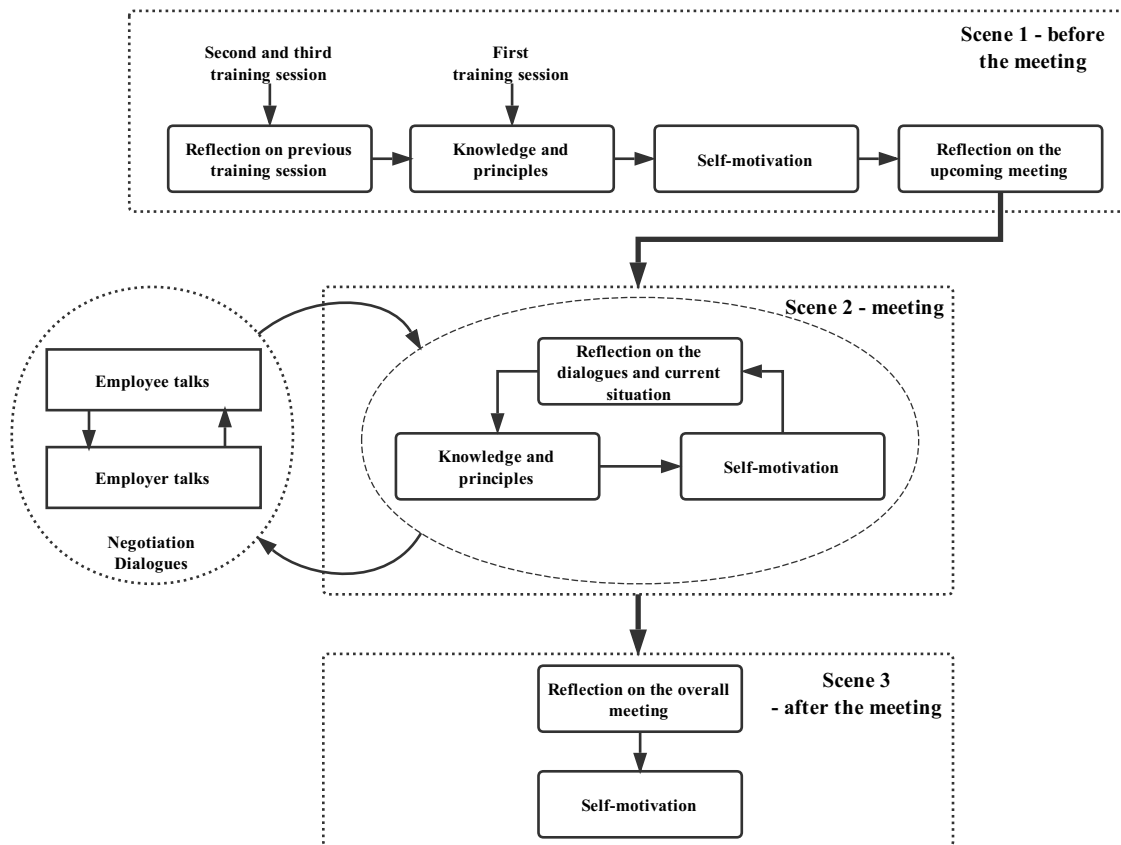 Scene 1 - before
the meeting
Second and third
training session
First
training session
Reflection on previous
training session
Knowledge and
principles
Self-motivation
Reflection on the
upcoming meeting
Scene 2 - meeting
Employee talks
Employer talks
Negotiation
Dialogues
Reflection on the
dialogues and current
situation
Knowledge and
principles
Self-motivation
Scene 3
- after the meeting
Reflection on the overall
meeting
Self-motivation